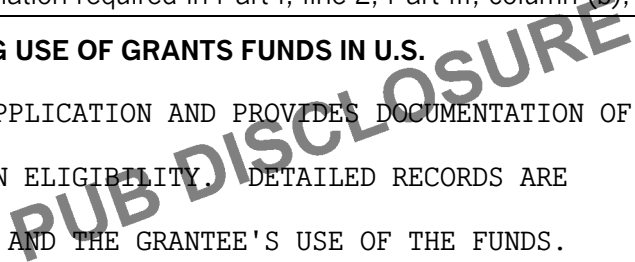 nation required in Part I, line 2; Part III, column (b);
G USE OF GRANTS FUNDS IN U.S.
PPLICATION AND PROVIDES DOCUMENTATION OF
N ELIGIBILITY. DETAILED RECORDS ARE
AND THE GRANTEE'S USE OF THE FUNDS.
PUB DISCLOSURE